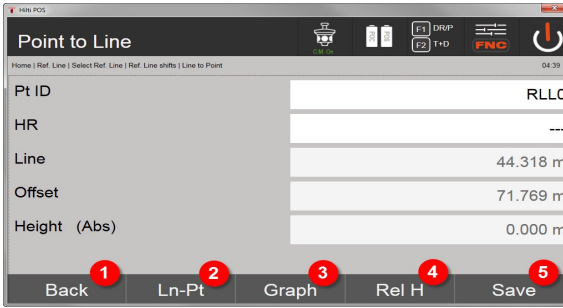 Hilti POS
Point to Line
C.M. On
POC
POS
F1 DR/P
F2 T+D
FNC
Home | Ref. Line | Select Ref. Line | Ref. Line shifts | Line to Point
04:39
Pt ID RLL0
HR ---
Line 44.318 m
Offset 71.769 m
Height (Abs) 0.000 m
1 2 3 4 5
Back Ln-Pt Graph Rel H Save